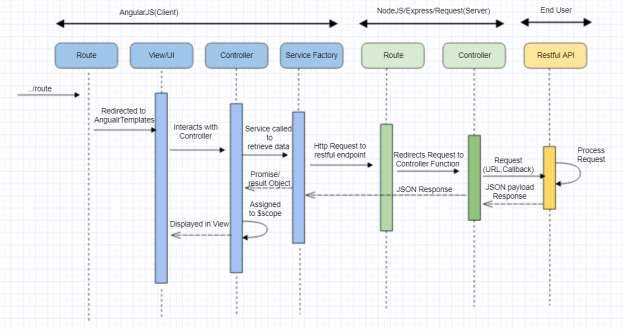 AngularJS(Client)
NodeJS/Express/Request(Server)
End User
Route
View/UI
Controller
Service Factory
Route
Controller
Restful API
../route
Redirected to
AngualrTemplates
Interacts with
Controller
Service called
to
retrieve data
Http Request to
restful endpoint
Redirects Request to
Controller Function
Request
(URL,Callback)
Process
Request
Promise/
result Object
JSON Response
JSON payload
Response
Assigned
to $scope
Displayed in View